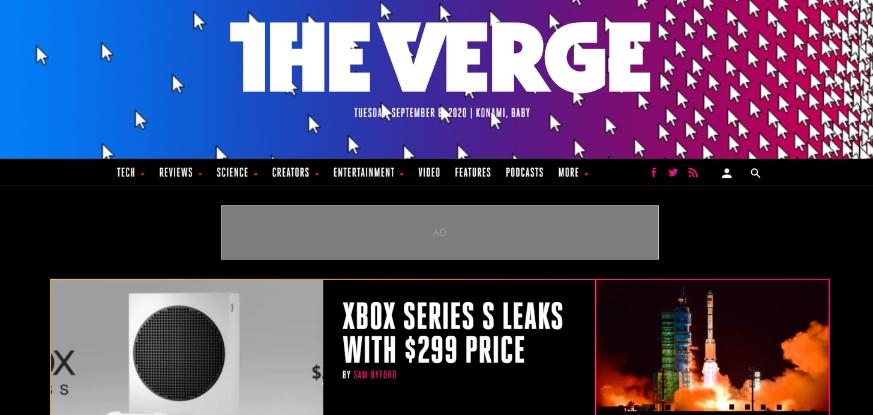 THE VERGE
TUESDAY, SEPTEMBER 8, 2020 | KONAMI, BABY
TECH REVIEWS SCIENCE CREATORS ENTERTAINMENT VIDEO FEATURES PODCASTS MORE
AD
XBOX SERIES S LEAKS
WITH $299 PRICE
BY SAM BYFORD
OX
S S
$